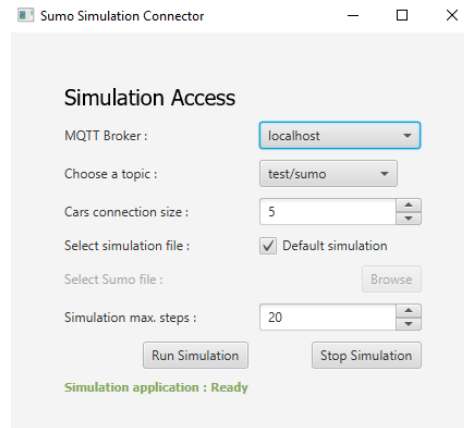 Sumo Simulation Connector
Simulation Access
MQTT Broker : localhost
Choose a topic : test/sumo
Cars connection size : 5
Select simulation file : Default simulation
Select Sumo file : Browse
Simulation max. steps : 20
Run Simulation Stop Simulation
Simulation application : Ready